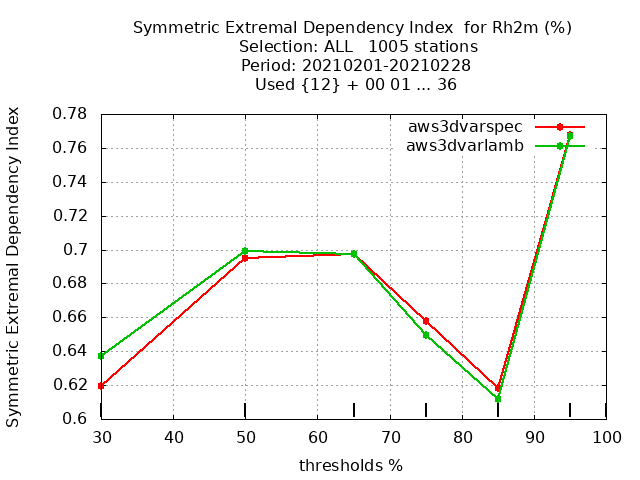 Symmetric Extremal Dependency Index  for Rh2m (%)
Selection: ALL   1005 stations
Period: 20210201-20210228
Used {12} + 00 01 ... 36
Symmetric Extremal Dependency Index
0.78
0.76
0.74
0.72
0.7
0.68
0.66
0.64
0.62
0.6
aws3dvarspec
aws3dvarlamb
30 40 50 60 70 80 90 100
thresholds %